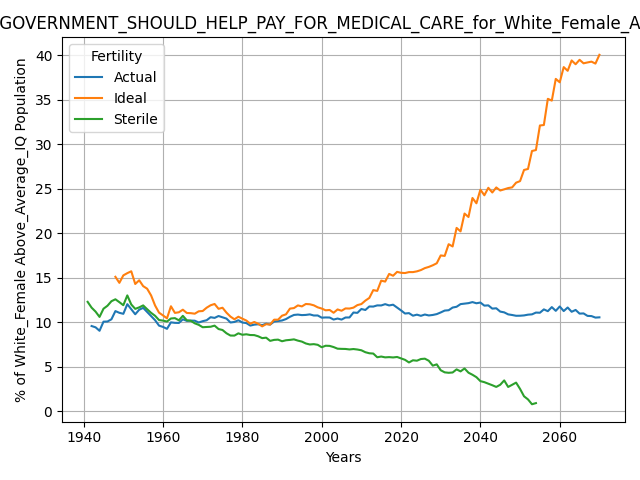 GOVERNMENT_SHOULD_HELP_PAY_FOR_MEDICAL_CARE_for_White_Female_A
% of White_Female Above_Average_IQ Population
40
35
30
25
20
15
10
5
0
Fertility
Actual
Ideal
Sterile
1940 1960 1980 2000 2020 2040 2060
Years